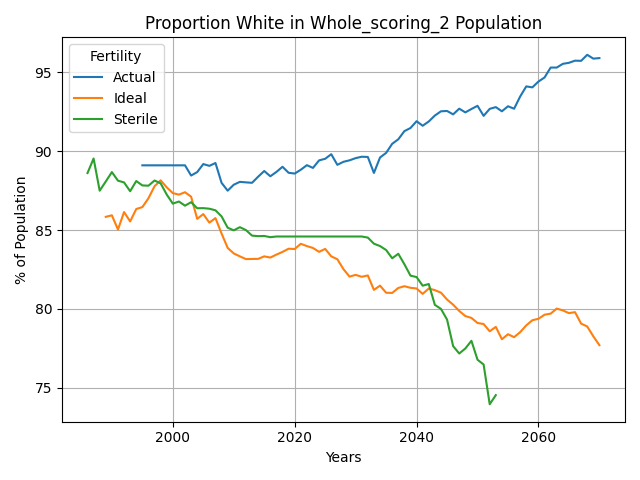 Proportion White in Whole_scoring_2 Population
Fertility
Actual
Ideal
Sterile
95
90
85
80
75
% of Population
2000
2020
2040
2060
Years